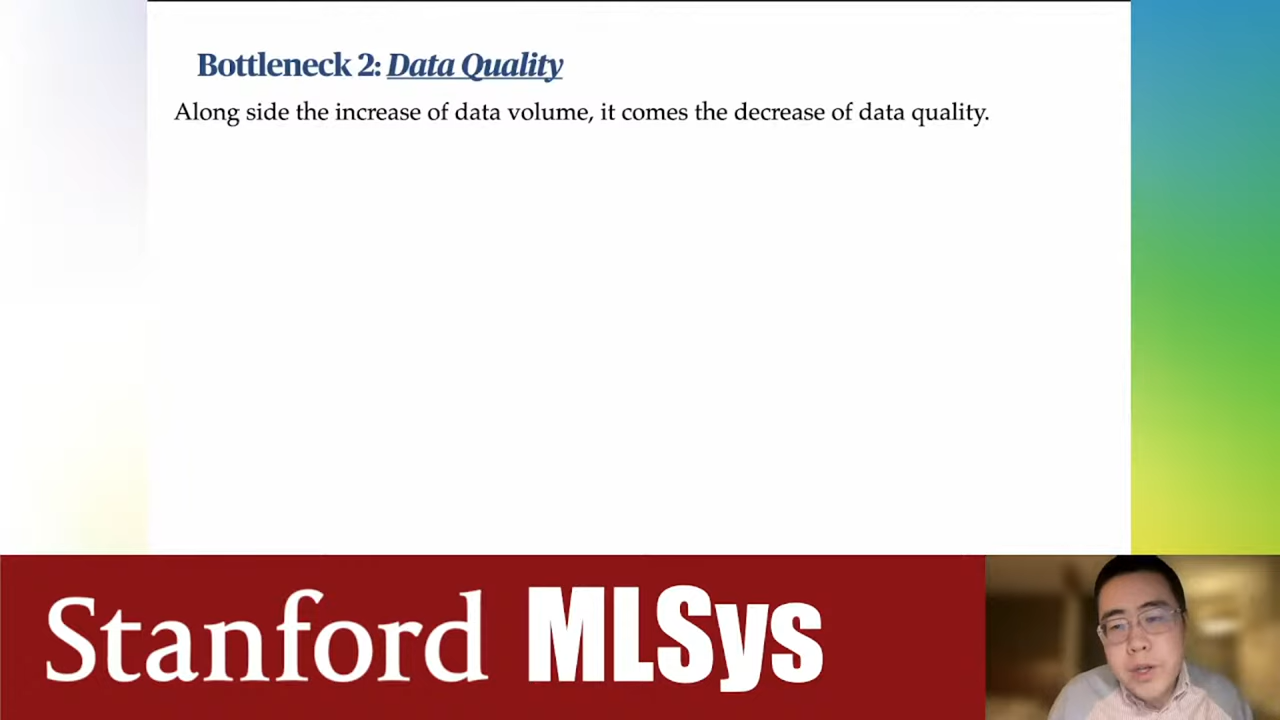 Bottleneck 2: Data Quality
Along side the increase of data volume, it comes the decrease of data quality.
Stanford MLSys